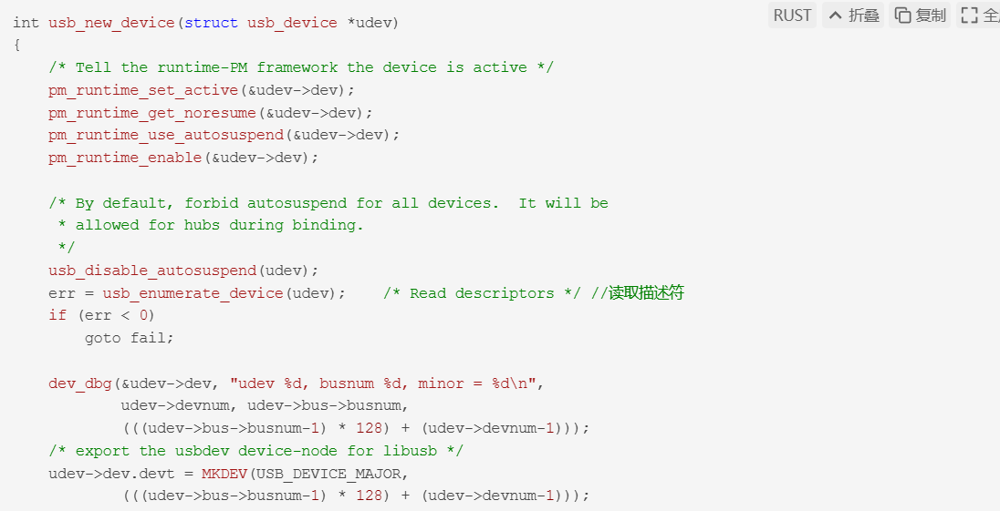 RUST 折叠 复制 全
int usb_new_device(struct usb_device *udev)
{
    /* Tell the runtime-PM framework the device is active */
    pm_runtime_set_active(&udev->dev);
    pm_runtime_get_noresume(&udev->dev);
    pm_runtime_use_autosuspend(&udev->dev);
    pm_runtime_enable(&udev->dev);

    /* By default, forbid autosuspend for all devices.  It will be
     * allowed for hubs during binding.
     */
    usb_disable_autosuspend(udev);
    err = usb_enumerate_device(udev);    /* Read descriptors */ //读取描述符
    if (err < 0)
        goto fail;

    dev_dbg(&udev->dev, "udev %d, busnum %d, minor = %d\n",
            udev->devnum, udev->bus->busnum,
            (((udev->bus->busnum-1) * 128) + (udev->devnum-1)));
    /* export the usbdev device-node for libusb */
    udev->dev.devt = MKDEV(USB_DEVICE_MAJOR,
            (((udev->bus->busnum-1) * 128) + (udev->devnum-1)));